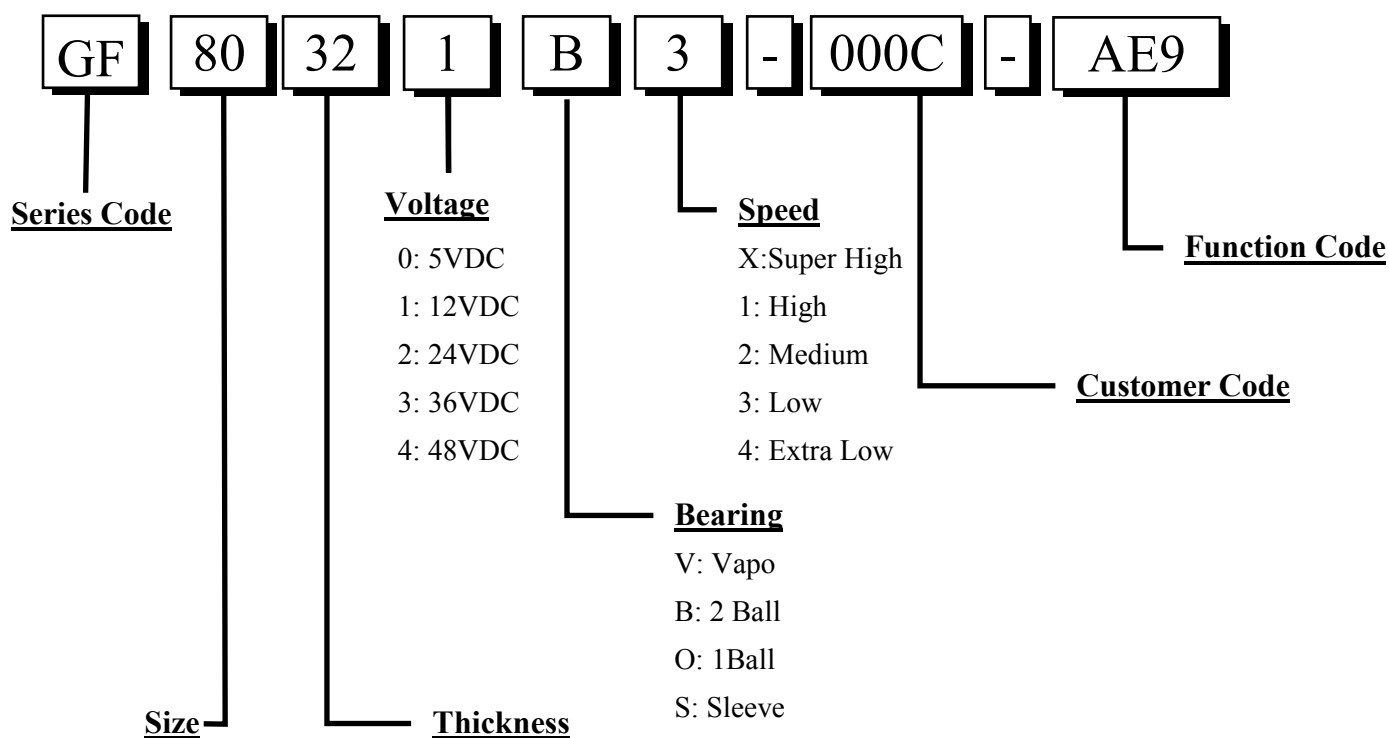 GF 80 32 1 B 3 - 000C - AE9
Series Code
Voltage
0: 5VDC
1: 12VDC
2: 24VDC
3: 36VDC
4: 48VDC
Speed
X:Super High
1: High
2: Medium
3: Low
4: Extra Low
Function Code
Customer Code
Bearing
V: Vapo
B: 2 Ball
O: 1Ball
S: Sleeve
Size
Thickness